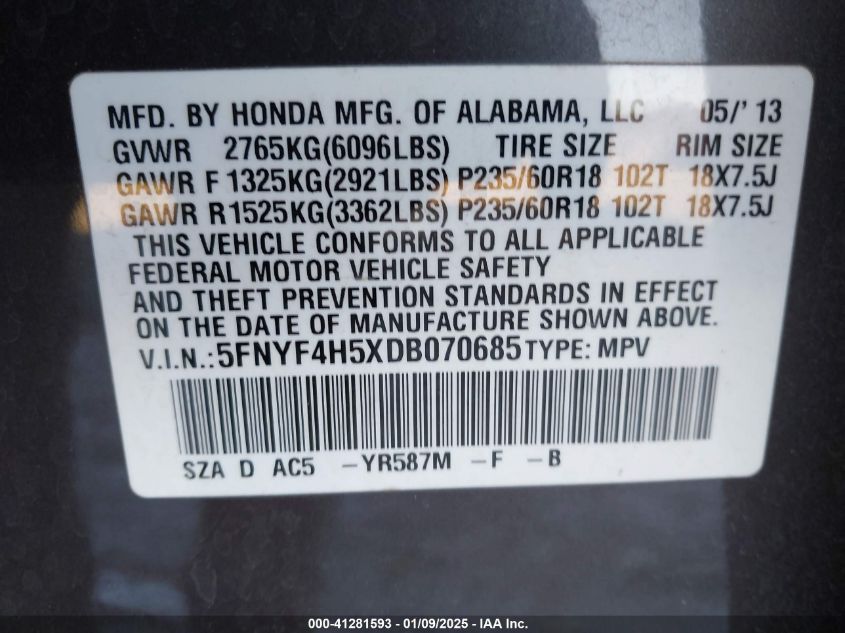 MFD. BY HONDA MFG. OF ALABAMA, LLC 05/' 13
GVWR 2765KG(6096LBS) TIRE SIZE RIM SIZE
GAWR F 1325KG(2921LBS) P235/60R18 102T 18X7.5J
GAWR R1525KG(3362LBS) P235/60R18 102T 18X7.5J
THIS VEHICLE CONFORMS TO ALL APPLICABLE
FEDERAL MOTOR VEHICLE SAFETY
AND THEFT PREVENTION STANDARDS IN EFFECT
ON THE DATE OF MANUFACTURE SHOWN ABOVE.
V.I.N.:5FNYF4H5XDB070685TYPE: MPV
SZA D AC5 -YR587M -F -B
000-41281593 - 01/09/2025 - IAA Inc.